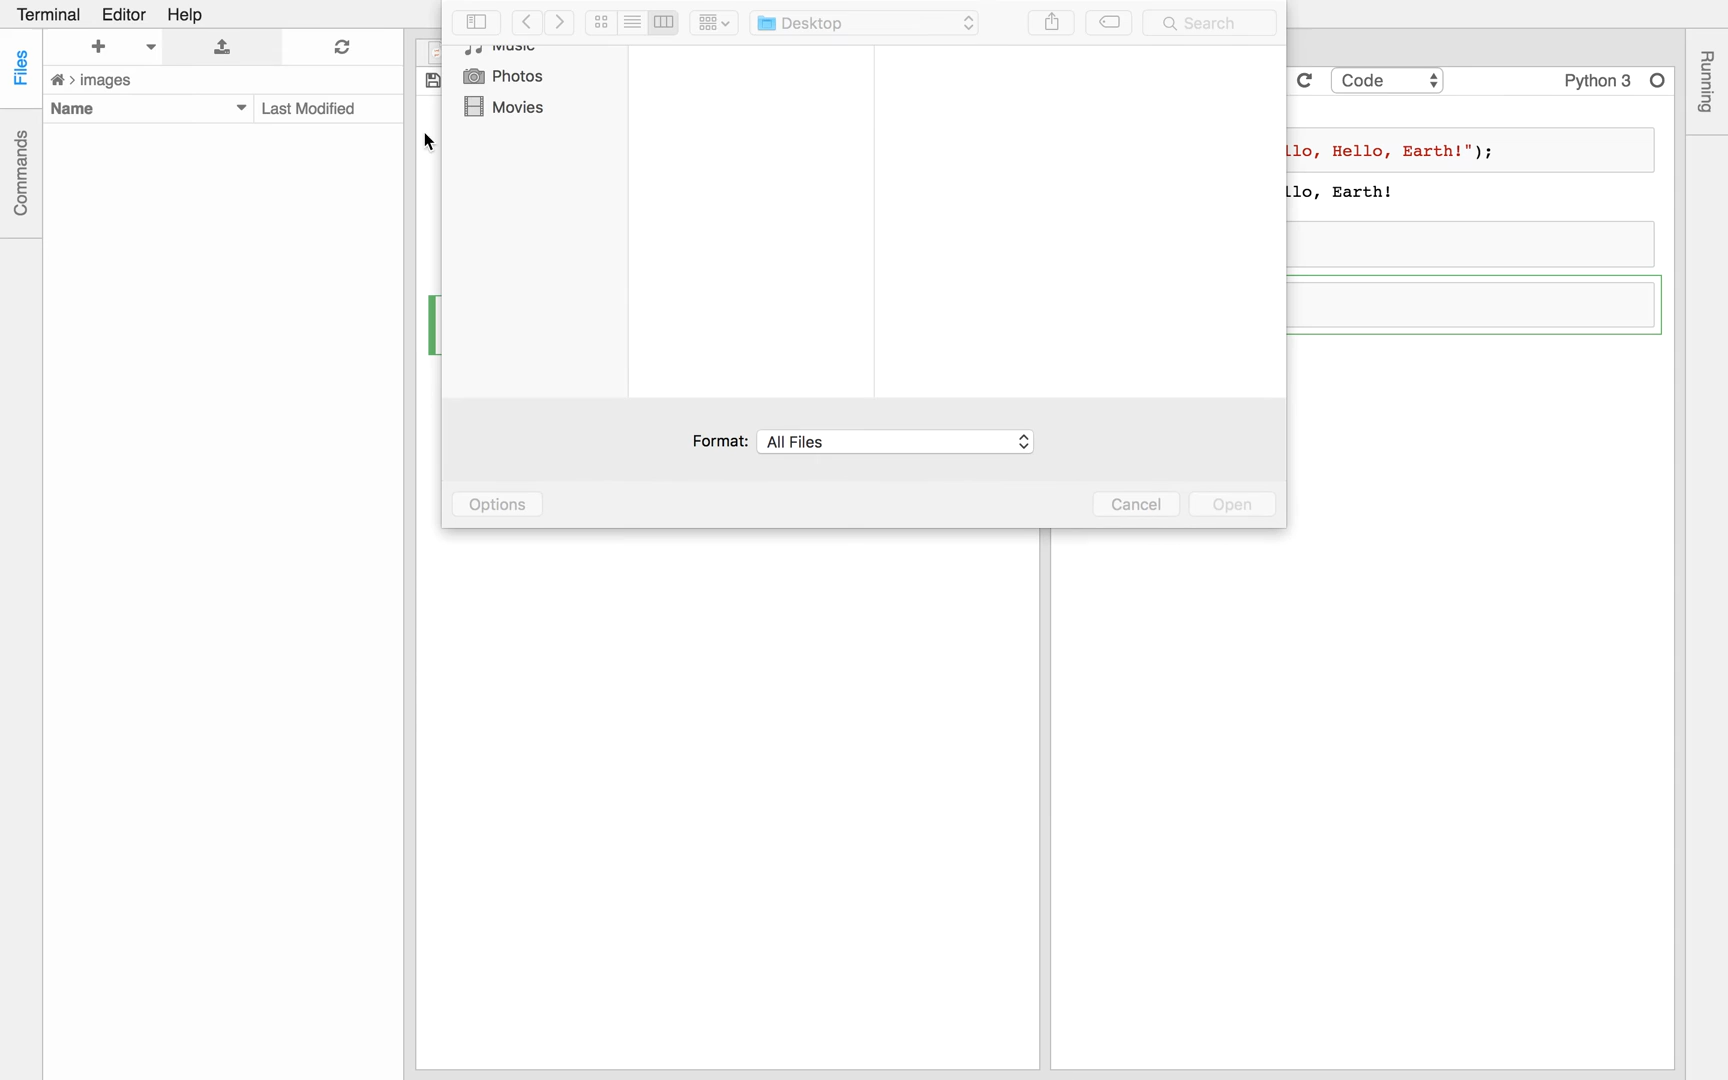 Terminal Editor Help
Files
Commands
images
Name Last Modified
Desktop
Search
Music
Photos
Movies
Format: All Files
Options Cancel Open
Code Python 3
llo, Hello, Earth!");
llo, Earth!
Running